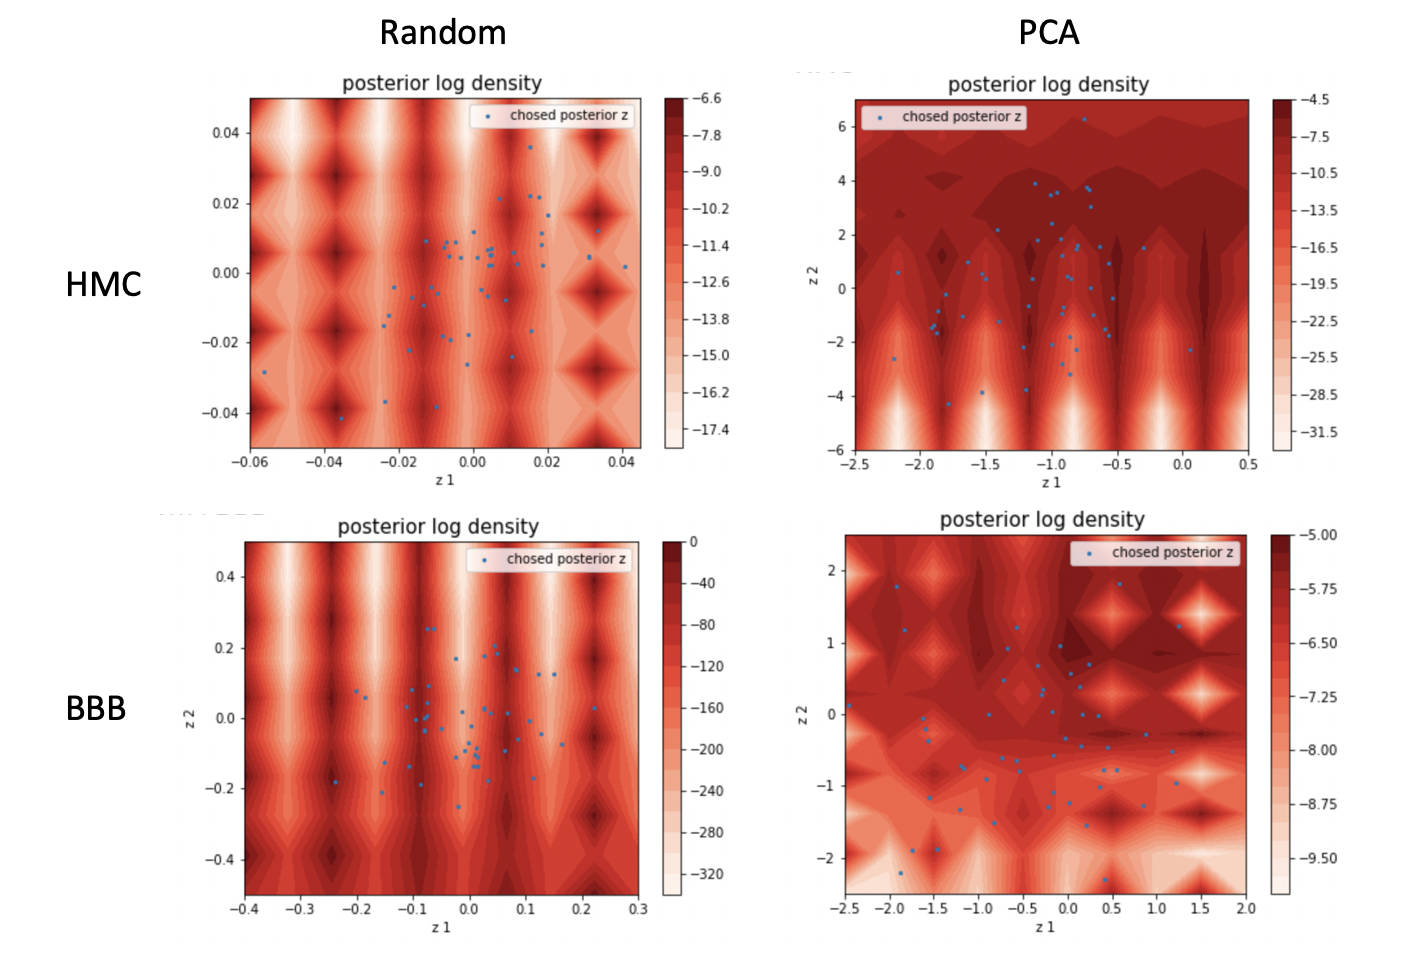 Random
PCA
HMC
BBB
posterior log density
chosed posterior z
0.04
0.02
0.00
−0.02
−0.04
−0.06 −0.04 −0.02 0.00 0.02 0.04
z 1
−6.6
−7.8
−9.0
−10.2
−11.4
−12.6
−13.8
−15.0
−16.2
−17.4
posterior log density
chosed posterior z
z 2
6
4
2
0
−2
−4
−6
−2.5 −2.0 −1.5 −1.0 −0.5 0.0 0.5
z 1
−4.5
−7.5
−10.5
−13.5
−16.5
−19.5
−22.5
−25.5
−28.5
−31.5
posterior log density
chosed posterior z
z 2
0.4
0.2
0.0
−0.2
−0.4
−0.4 −0.3 −0.2 −0.1 0.0 0.1 0.2 0.3
z 1
0
−40
−80
−120
−160
−200
−240
−280
−320
posterior log density
chosed posterior z
z 2
2
1
0
−1
−2
−2.5 −2.0 −1.5 −1.0 −0.5 0.0 0.5 1.0 1.5 2.0
z 1
−5.00
−5.75
−6.50
−7.25
−8.00
−8.75
−9.50